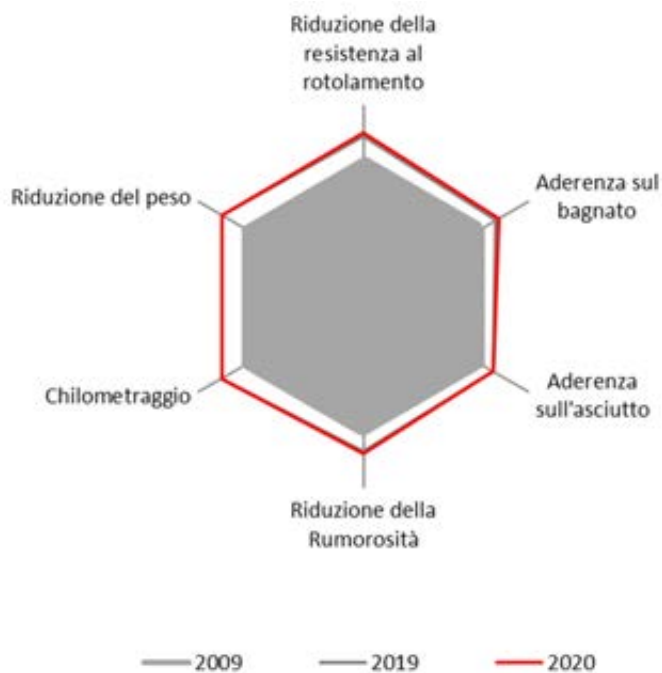 Riduzione della
resistenza al
rotolamento
Riduzione del peso
Aderenza sul
bagnato
Chilometraggio
Aderenza
sull'asciutto
Riduzione della
Rumorosità
2009 2019 2020